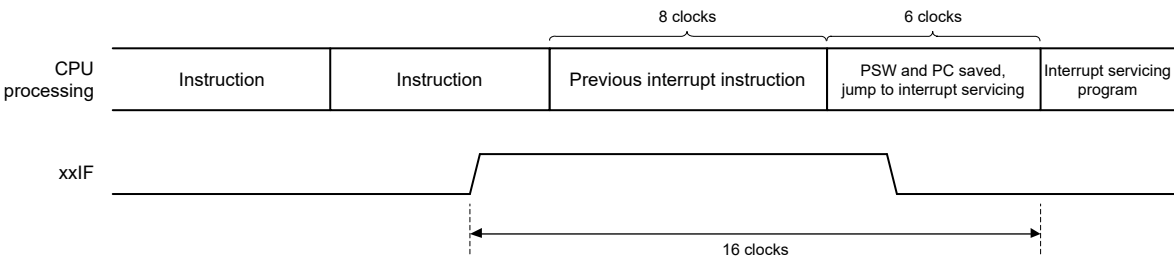 8 clocks
6 clocks
CPU
processing
Instruction
Instruction
Previous interrupt instruction
PSW and PC saved,
jump to interrupt servicing
Interrupt servicing
program
xxIF
16 clocks